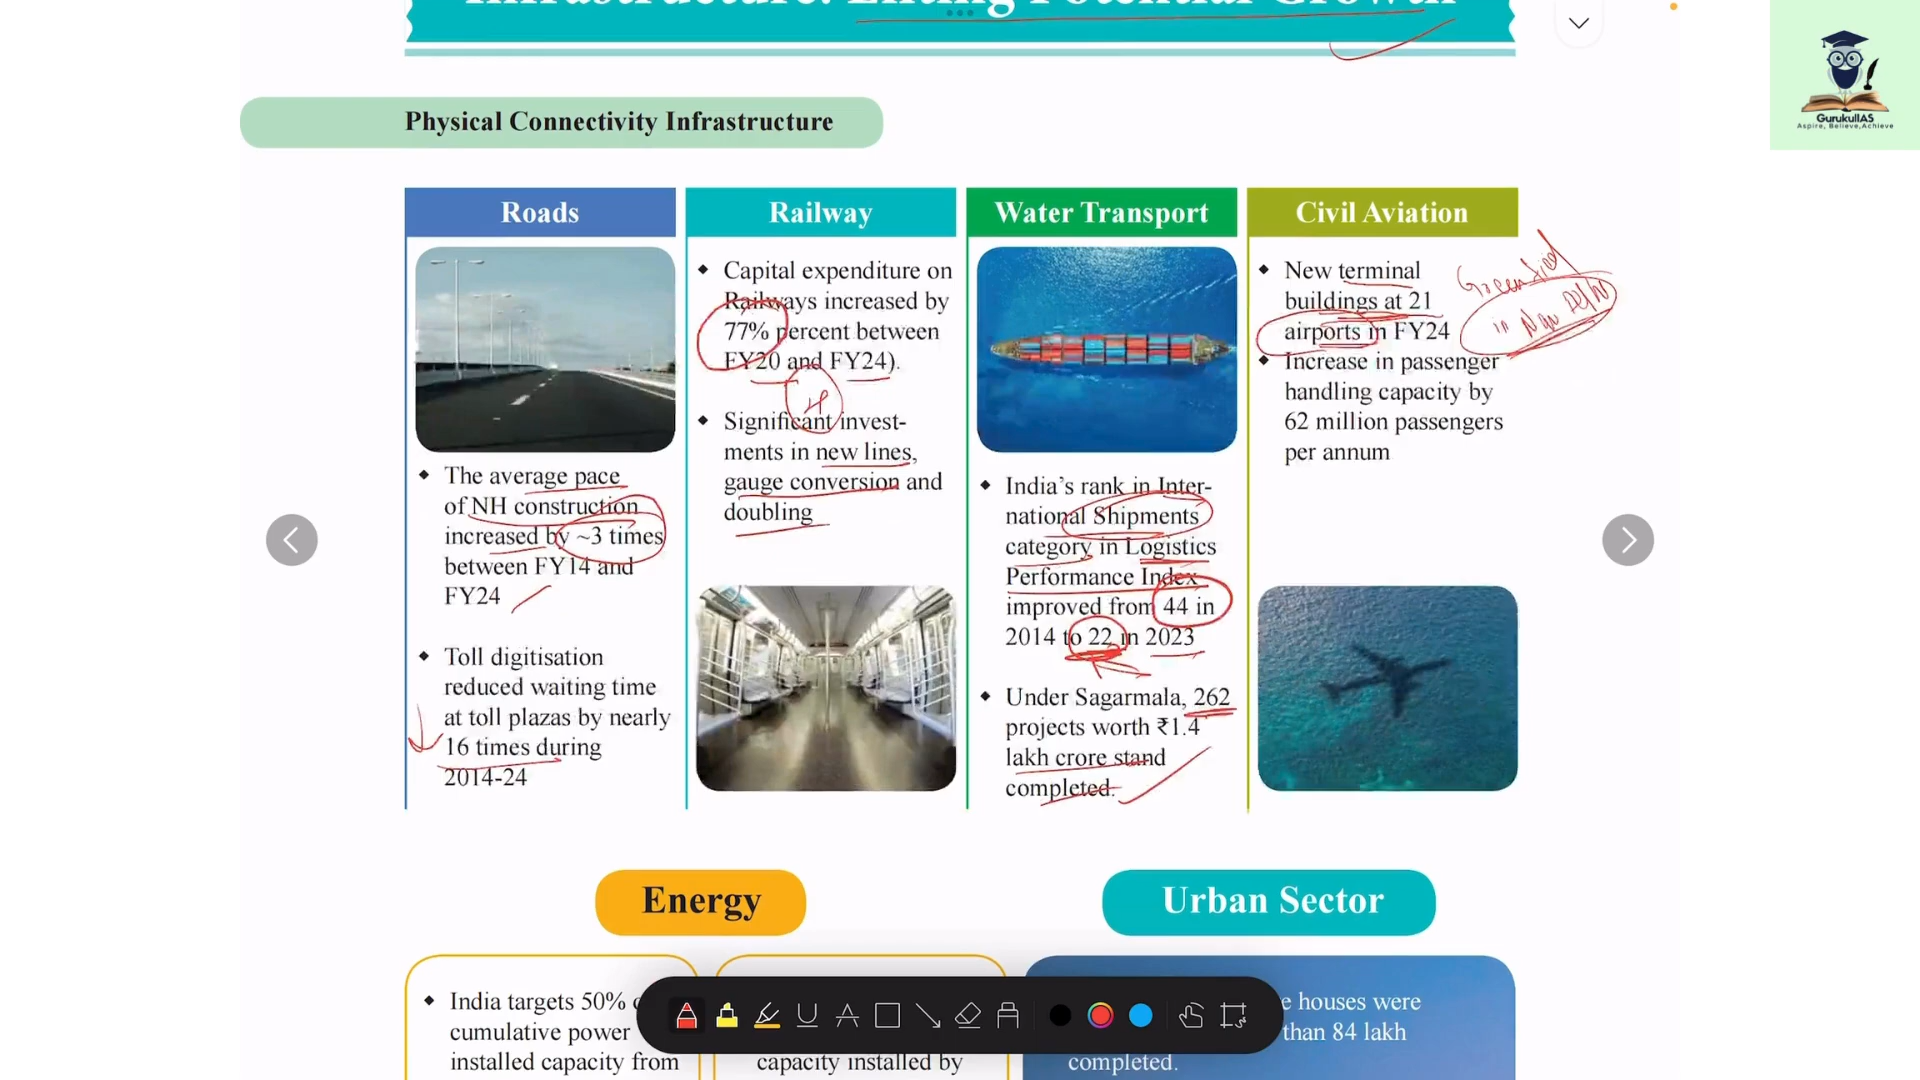 Infrastructure: Lifting Potential Growth
GurukulIAS
Aspire, Believe,Achieve
Physical Connectivity Infrastructure
Roads
The average pace
of NH construction
increased by ~3 times
between FY14 and
FY24
Toll digitisation
reduced waiting time
at toll plazas by nearly
16 times during
2014-24
Railway
Capital expenditure on
Railways increased by
77% percent between
FY20 and FY24).
Significant invest-
ments in new lines,
gauge conversion and
doubling
Water Transport
India’s rank in Inter-
national Shipments
category in Logistics
Performance Index
improved from 44 in
2014 to 22 in 2023
Under Sagarmala, 262
projects worth ₹1.4
lakh crore stand
completed.
Civil Aviation
New terminal
buildings at 21
airports in FY24
Increase in passenger
handling capacity by
62 million passengers
per annum
Greenfield
in
Energy
India targets 50%
cumulative power
installed capacity from
capacity installed by
Urban Sector
houses were
than 84 lakh
completed.